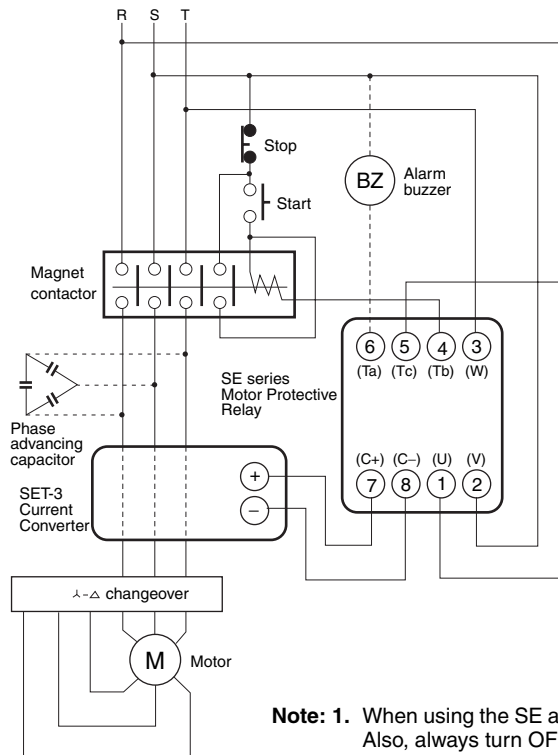 R S T
Stop
Start
BZ
Alarm
buzzer
Magnet
contactor
6 5 4 3
(Ta) (Tc) (Tb) (W)
SE series
Motor Protective
Relay
Phase
advancing
capacitor
(C+) (C−) (U) (V)
7 8 1 2
SET-3
Current
Converter
+
−
⅄-△ changeover
M
Motor
Note: 1. When using the SE a
Also, always turn OF